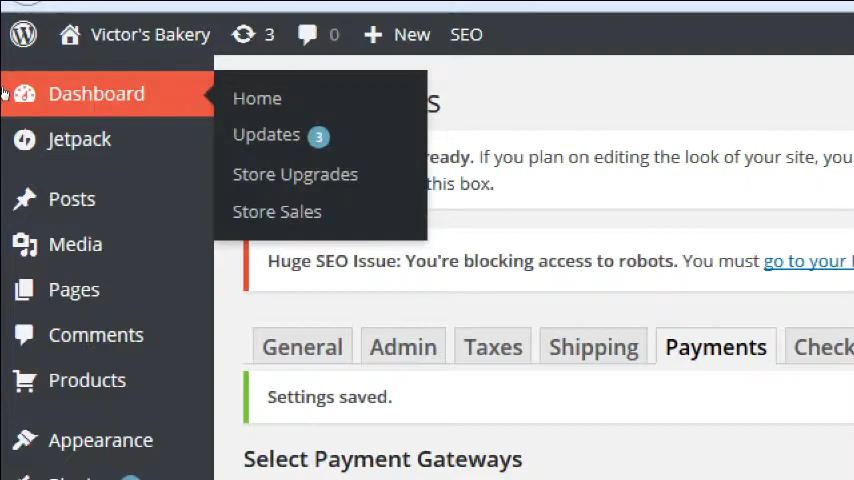 Victor's Bakery 3 0 New SEO
Dashboard
Home
Updates 3
Store Upgrades
Store Sales
Jetpack
Posts
Media
Pages
Comments
Products
Appearance
If you plan on editing the look of your site, you
this box.
Huge SEO Issue: You're blocking access to robots. You must go to your
General Admin Taxes Shipping Payments
Settings saved.
Select Payment Gateways